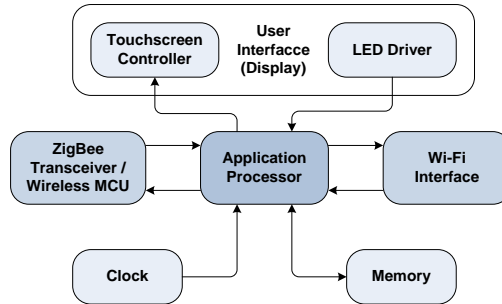 Touchscreen
Controller
User
Interfacce
(Display)
LED Driver
ZigBee
Transceiver /
Wireless MCU
Application
Processor
Wi-Fi
Interface
Clock
Memory